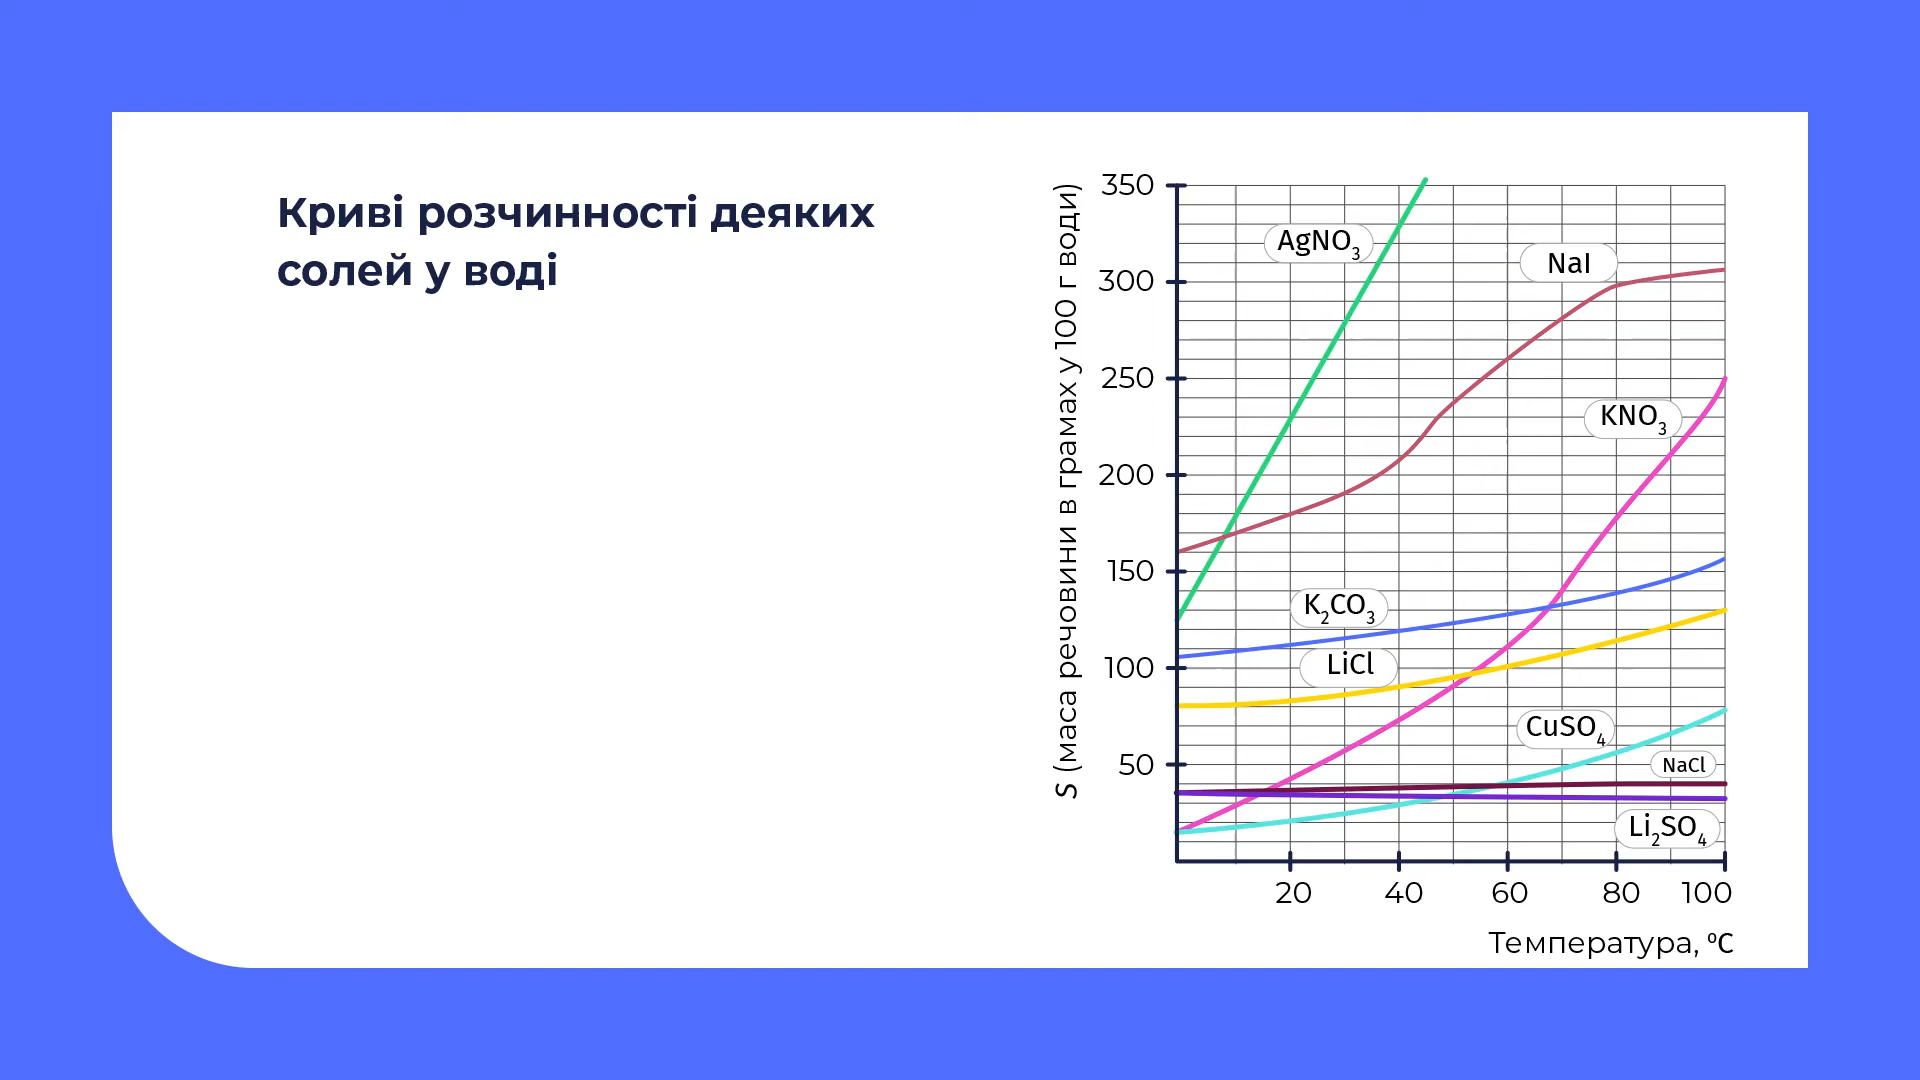 Криві розчинності деяких
солей у воді
S (маса речовини в грамах у 100 г води)
350
300
250
200
150
100
50
AgNO₃
NaI
KNO₃
K₂CO₃
LiCl
CuSO₄
NaCl
Li₂SO₄
20 40 60 80 100
Температура, ºC